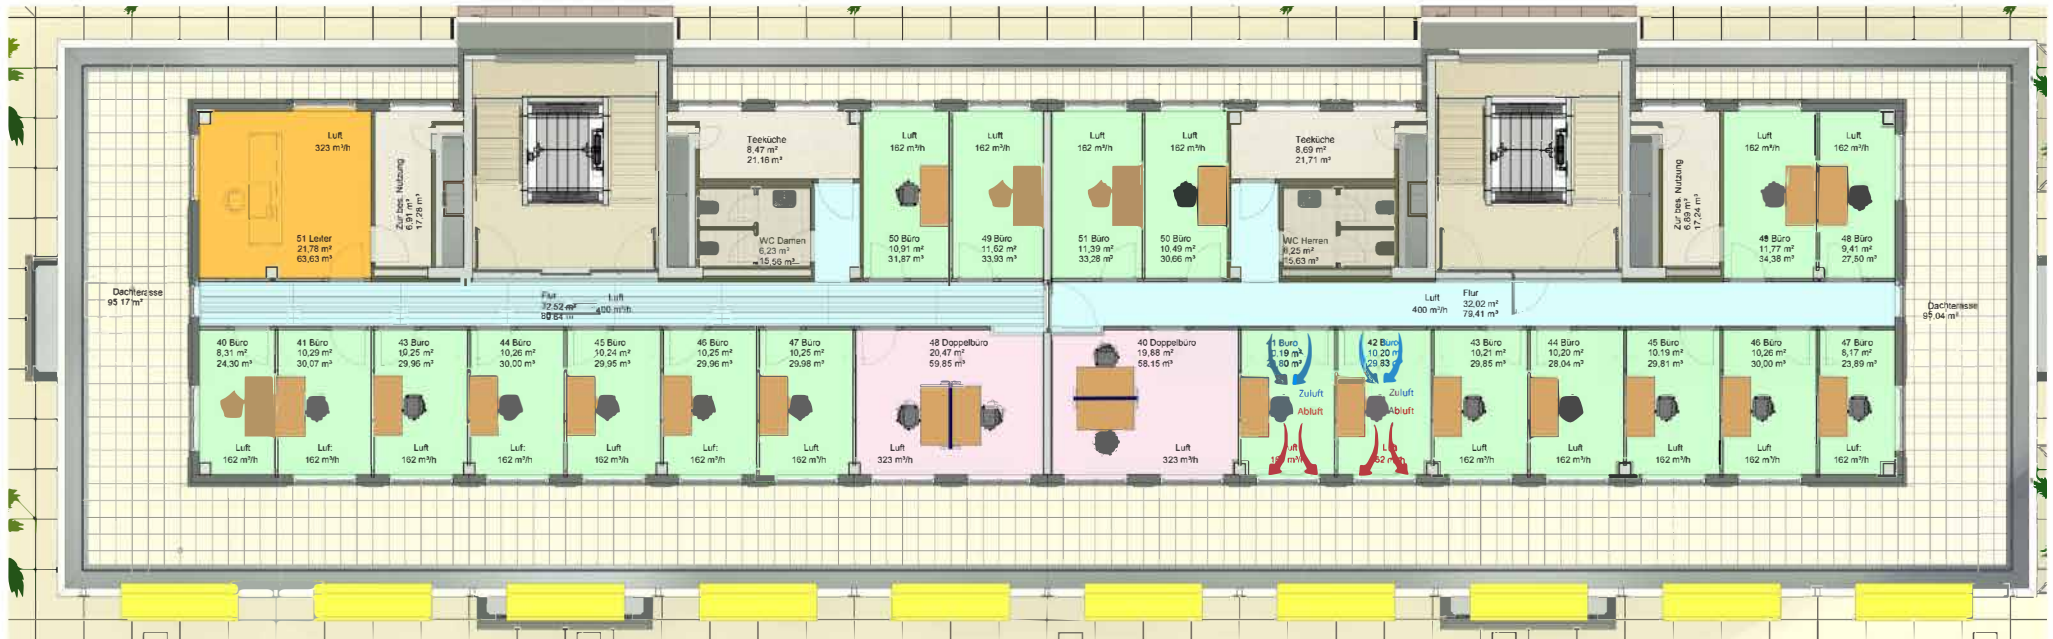 Luft
323 m³/h
51 Leiter
21,78 m²
63,63 m³
Zur bes. Nutzung
6,91 m²
17,28 m³
Teeküche
8,47 m²
21,18 m³
WC Damen
6,23 m²
15,56 m³
Luft
162 m³/h
50 Büro
10,91 m²
31,87 m³
Luft
162 m³/h
49 Büro
11,62 m²
33,93 m³
Luft
162 m³/h
51 Büro
11,39 m²
33,28 m³
Luft
162 m³/h
50 Büro
10,49 m²
30,66 m³
Teeküche
8,69 m²
21,71 m³
WC Herren
6,25 m²
15,63 m³
Zur bes. Nutzung
6,89 m²
17,24 m³
Luft
162 m³/h
49 Büro
11,77 m²
34,38 m³
Luft
162 m³/h
48 Büro
9,41 m²
27,50 m³
Dachterasse
95,17 m²
Flur
32,52 m²
Luft
400 m³/h
Luft
400 m³/h
Flur
32,02 m²
79,41 m³
Dachterasse
95,04 m²
40 Büro
8,31 m²
24,30 m³
Luft
162 m³/h
41 Büro
10,29 m²
30,07 m³
Luft
162 m³/h
43 Büro
10,25 m²
29,96 m³
Luft
162 m³/h
44 Büro
10,26 m²
30,00 m³
Luft
162 m³/h
45 Büro
10,24 m²
29,95 m³
Luft
162 m³/h
46 Büro
10,25 m²
29,96 m³
Luft
162 m³/h
47 Büro
10,25 m²
29,98 m³
Luft
162 m³/h
48 Doppelbüro
20,47 m²
59,85 m³
Luft
323 m³/h
40 Doppelbüro
19,88 m²
58,15 m³
Luft
323 m³/h
Büro
Zuluft
Abluft
42 Büro
10,20 m²
29,83 m³
Zuluft
Abluft
43 Büro
10,21 m²
29,85 m³
Luft
162 m³/h
44 Büro
10,20 m²
28,04 m³
Luft
162 m³/h
45 Büro
10,19 m²
29,81 m³
Luft
162 m³/h
46 Büro
10,26 m²
30,00 m³
Luft
162 m³/h
47 Büro
8,17 m²
23,89 m³
Luft
162 m³/h